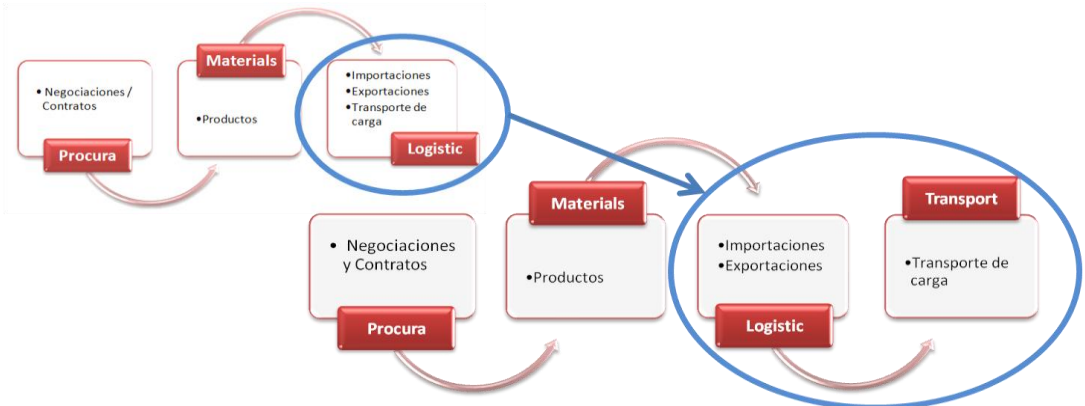 Materials
• Negociaciones /
Contratos
Procura
•Productos
•Importaciones
•Exportaciones
•Transporte de
carga
Logistic
Materials
Transport
• Negociaciones
y Contratos
Procura
•Productos
•Importaciones
•Exportaciones
Logistic
•Transporte de
carga